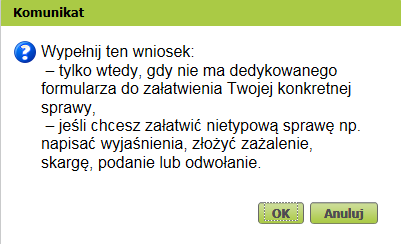 Komunikat
Wypełnij ten wniosek:
– tylko wtedy, gdy nie ma dedykowanego
formularza do załatwienia Twojej konkretnej
sprawy,
– jeśli chcesz załatwić nietypową sprawę np.
napisać wyjaśnienia, złożyć zażalenie,
skargę, podanie lub odwołanie.
OK Anuluj